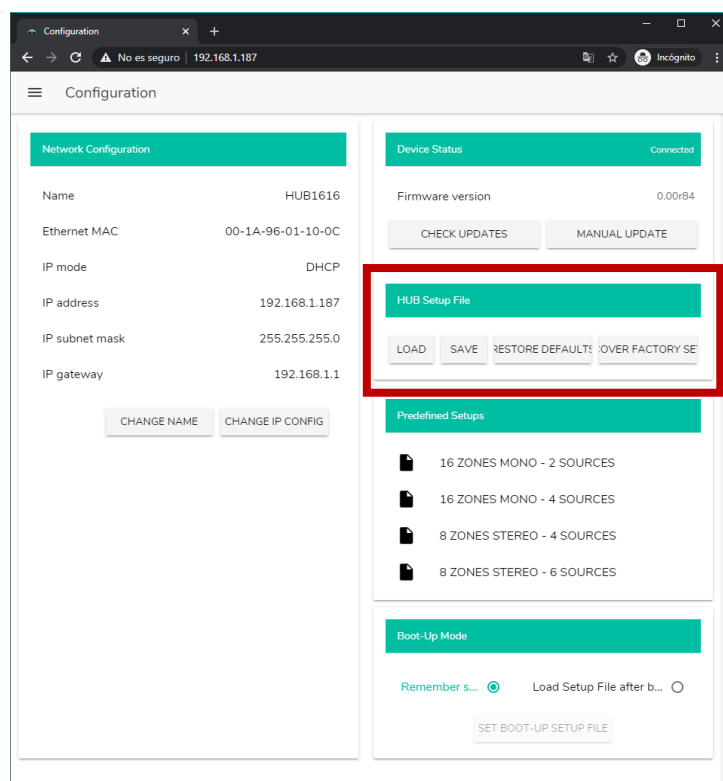 Configuration
No es seguro | 192.168.1.187
Incógnito
Configuration
Network Configuration
Name HUB1616
Ethernet MAC 00-1A-96-01-10-0C
IP mode DHCP
IP address 192.168.1.187
IP subnet mask 255.255.255.0
IP gateway 192.168.1.1
CHANGE NAME CHANGE IP CONFIG
Device Status Connected
Firmware version 0.00r84
CHECK UPDATES MANUAL UPDATE
HUB Setup File
LOAD SAVE RESTORE DEFAULTS COVER FACTORY SET
Predefined Setups
16 ZONES MONO - 2 SOURCES
16 ZONES MONO - 4 SOURCES
8 ZONES STEREO - 4 SOURCES
8 ZONES STEREO - 6 SOURCES
Boot-Up Mode
Remember s... Load Setup File after b...
SET BOOT-UP SETUP FILE